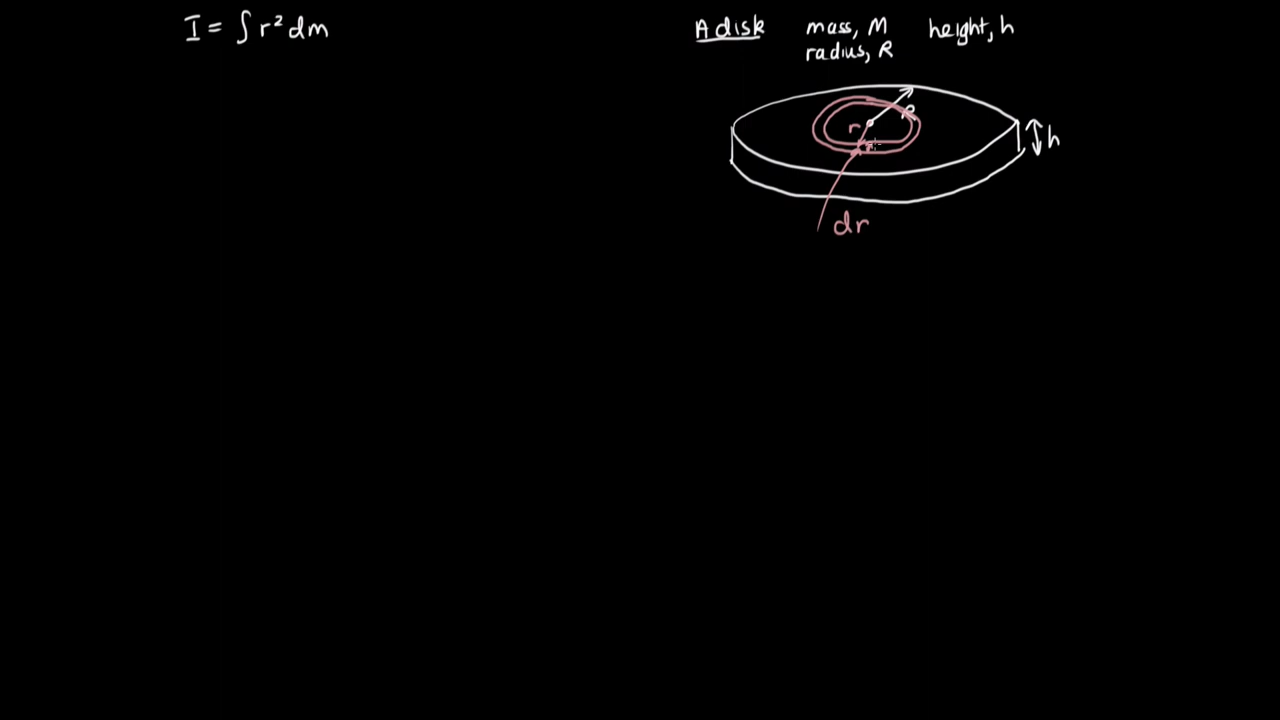 I = ∫ r² dm
A disk mass, M height, h
radius, R
R
r
h
dr